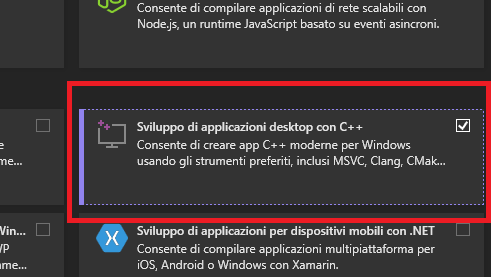 Consente di compilare applicazioni di rete scalabili con
Node.js, un runtime JavaScript basato su eventi asincroni.
Sviluppo di applicazioni desktop con C++
Consente di creare app C++ moderne per Windows
e
me...
usando gli strumenti preferiti, inclusi MSVC, Clang, CMak...
Win...
Sviluppo di applicazioni per dispositivi mobili con .NET
WP
Consente di compilare applicazioni multipiattaforma per
me...
iOS, Android o Windows con Xamarin.